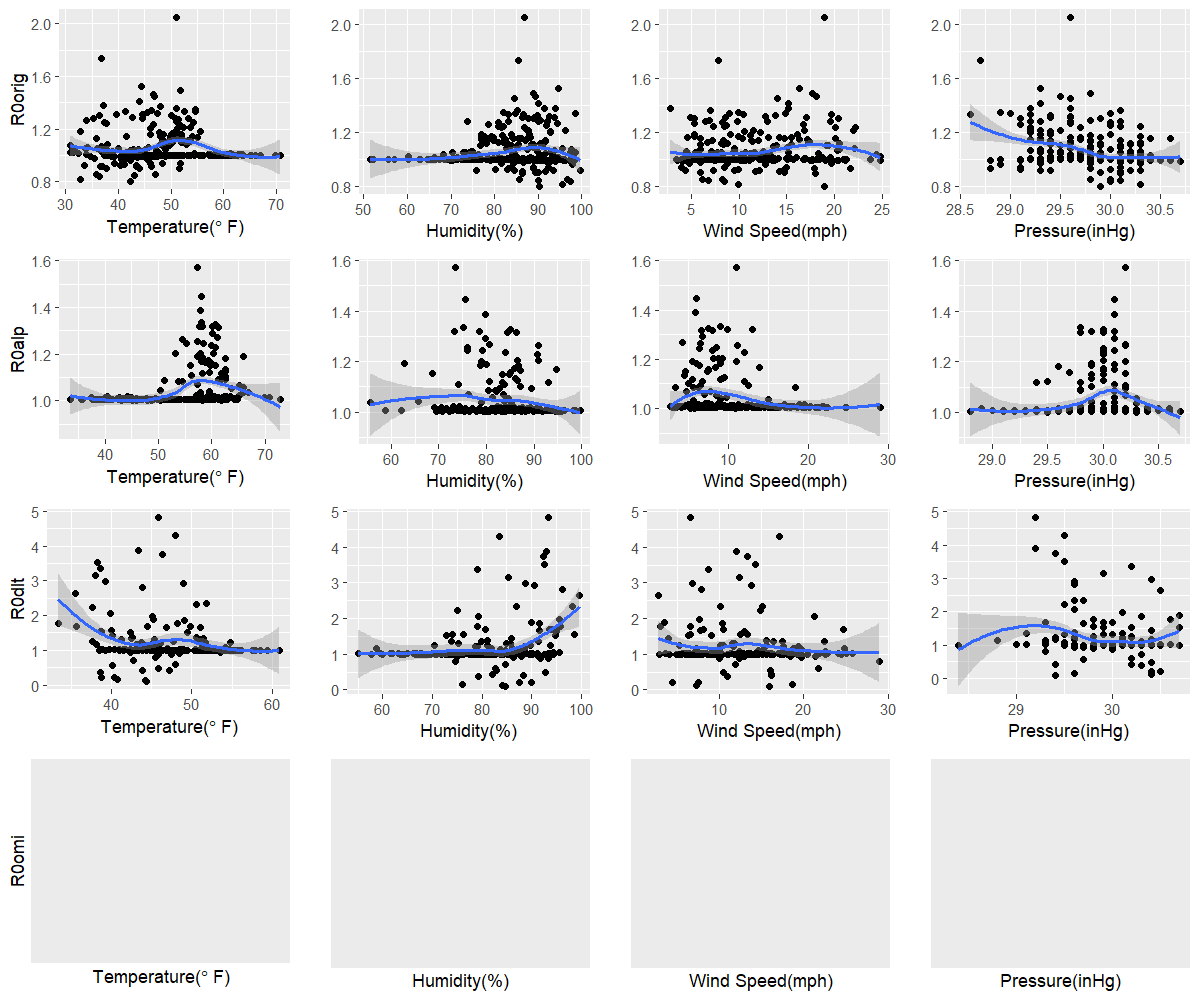 R0orig
2.0
1.6
1.2
0.8
30 40 50 60 70
Temperature(° F)
2.0
1.6
1.2
0.8
50 60 70 80 90 100
Humidity(%)
2.0
1.6
1.2
0.8
5 10 15 20 25
Wind Speed(mph)
2.0
1.6
1.2
0.8
28.5 29.0 29.5 30.0 30.5
Pressure(inHg)
R0alp
1.6
1.4
1.2
1.0
40 50 60 70
Temperature(° F)
1.6
1.4
1.2
1.0
60 70 80 90 100
Humidity(%)
1.6
1.4
1.2
1.0
10 20 30
Wind Speed(mph)
1.6
1.4
1.2
1.0
29.0 29.5 30.0 30.5
Pressure(inHg)
R0dlt
5
4
3
2
1
0
40 50 60
Temperature(° F)
5
4
3
2
1
0
60 70 80 90 100
Humidity(%)
5
4
3
2
1
0
10 20 30
Wind Speed(mph)
5
4
3
2
1
0
29 30
Pressure(inHg)
R0omi
Temperature(° F)
Humidity(%)
Wind Speed(mph)
Pressure(inHg)